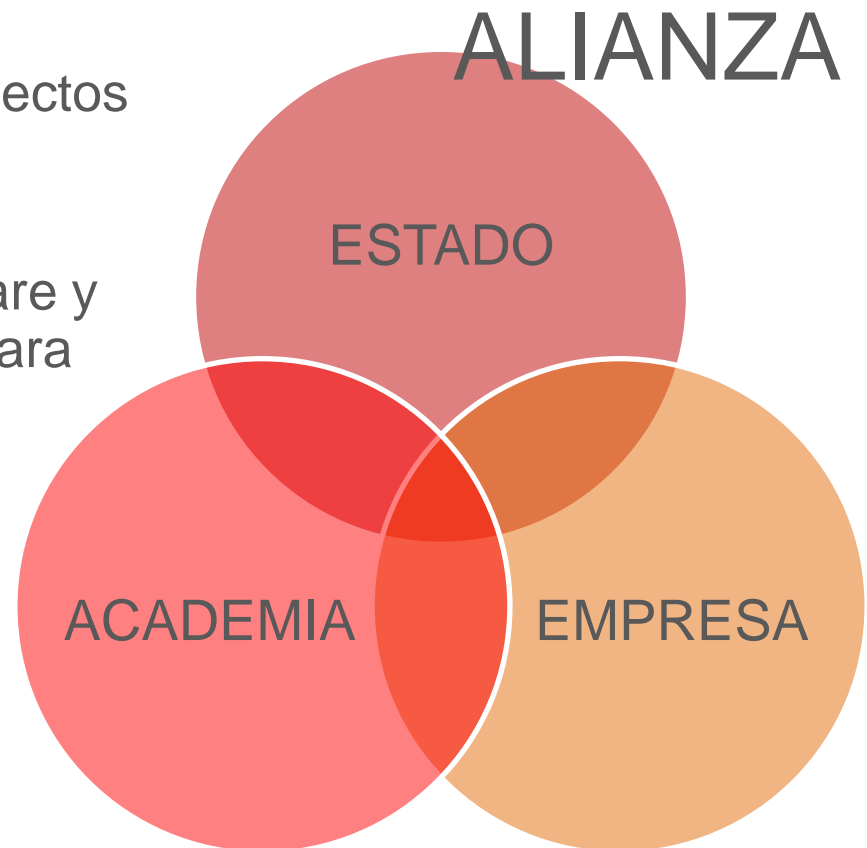 ALIANZA
ectos
ESTADO
are y
ara
ACADEMIA
EMPRESA